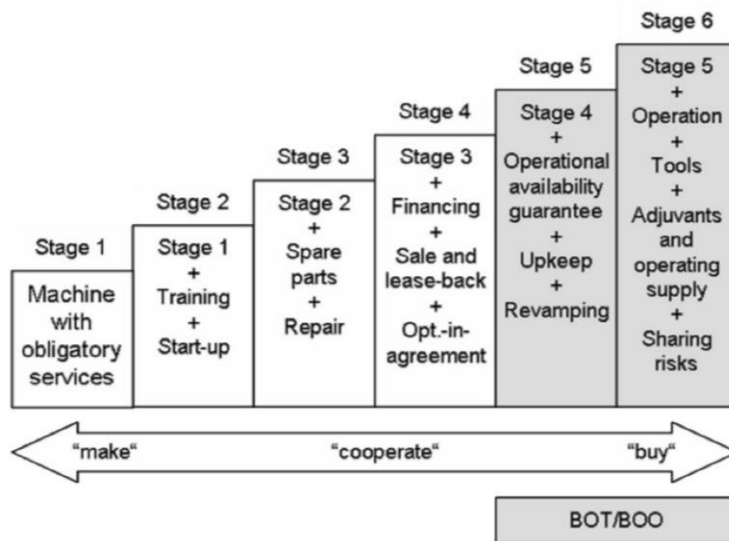 Stage 1
Machine
with
obligatory
services
Stage 2
Stage 1
+
Training
+
Start-up
Stage 3
Stage 2
+
Spare
parts
+
Repair
Stage 4
Stage 3
+
Financing
+
Sale and
lease-back
+
Opt.-in-
agreement
Stage 5
Stage 4
+
Operational
availability
guarantee
+
Upkeep
+
Revamping
Stage 6
Stage 5
+
Operation
+
Tools
+
Adjuvants
and
operating
supply
+
Sharing
risks
“make“
“cooperate“
“buy“
BOT/BOO